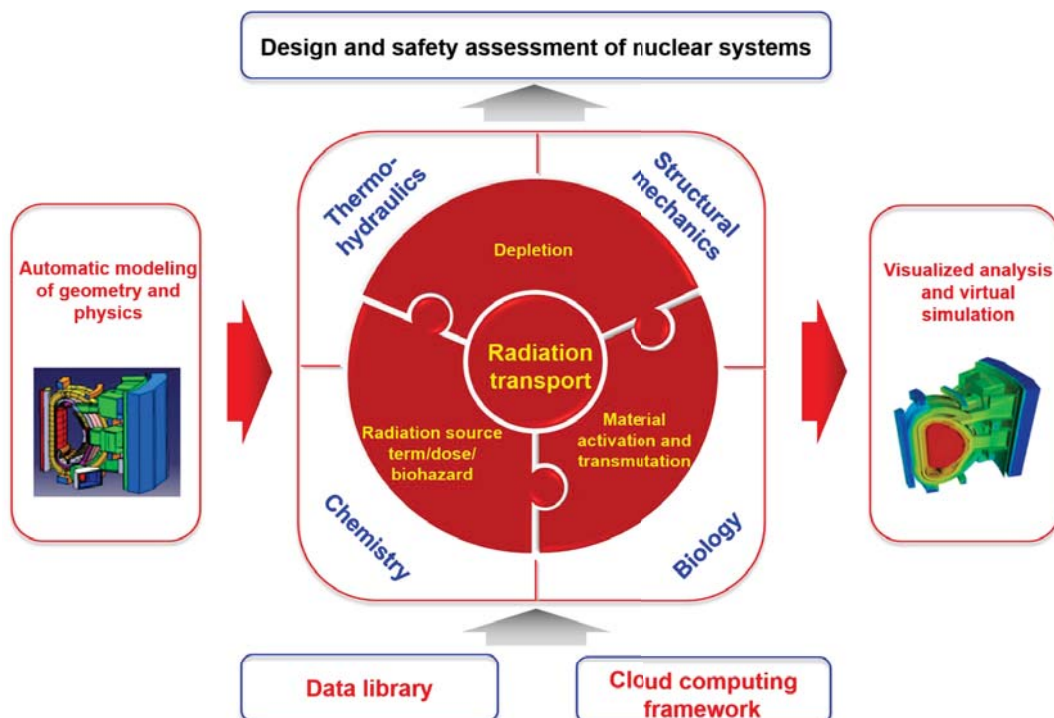 Design and safety assessment of nuclear systems
Thermo-
hydraulics
Structural
mechanics
Automatic modeling
of geometry and
physics
Depletion
Visualized analysis
and virtual
simulation
Radiation
transport
Radiation source
term/dose/
biohazard
Material
activation and
transmutation
Chemistry
Biology
Data library
Cloud computing
framework